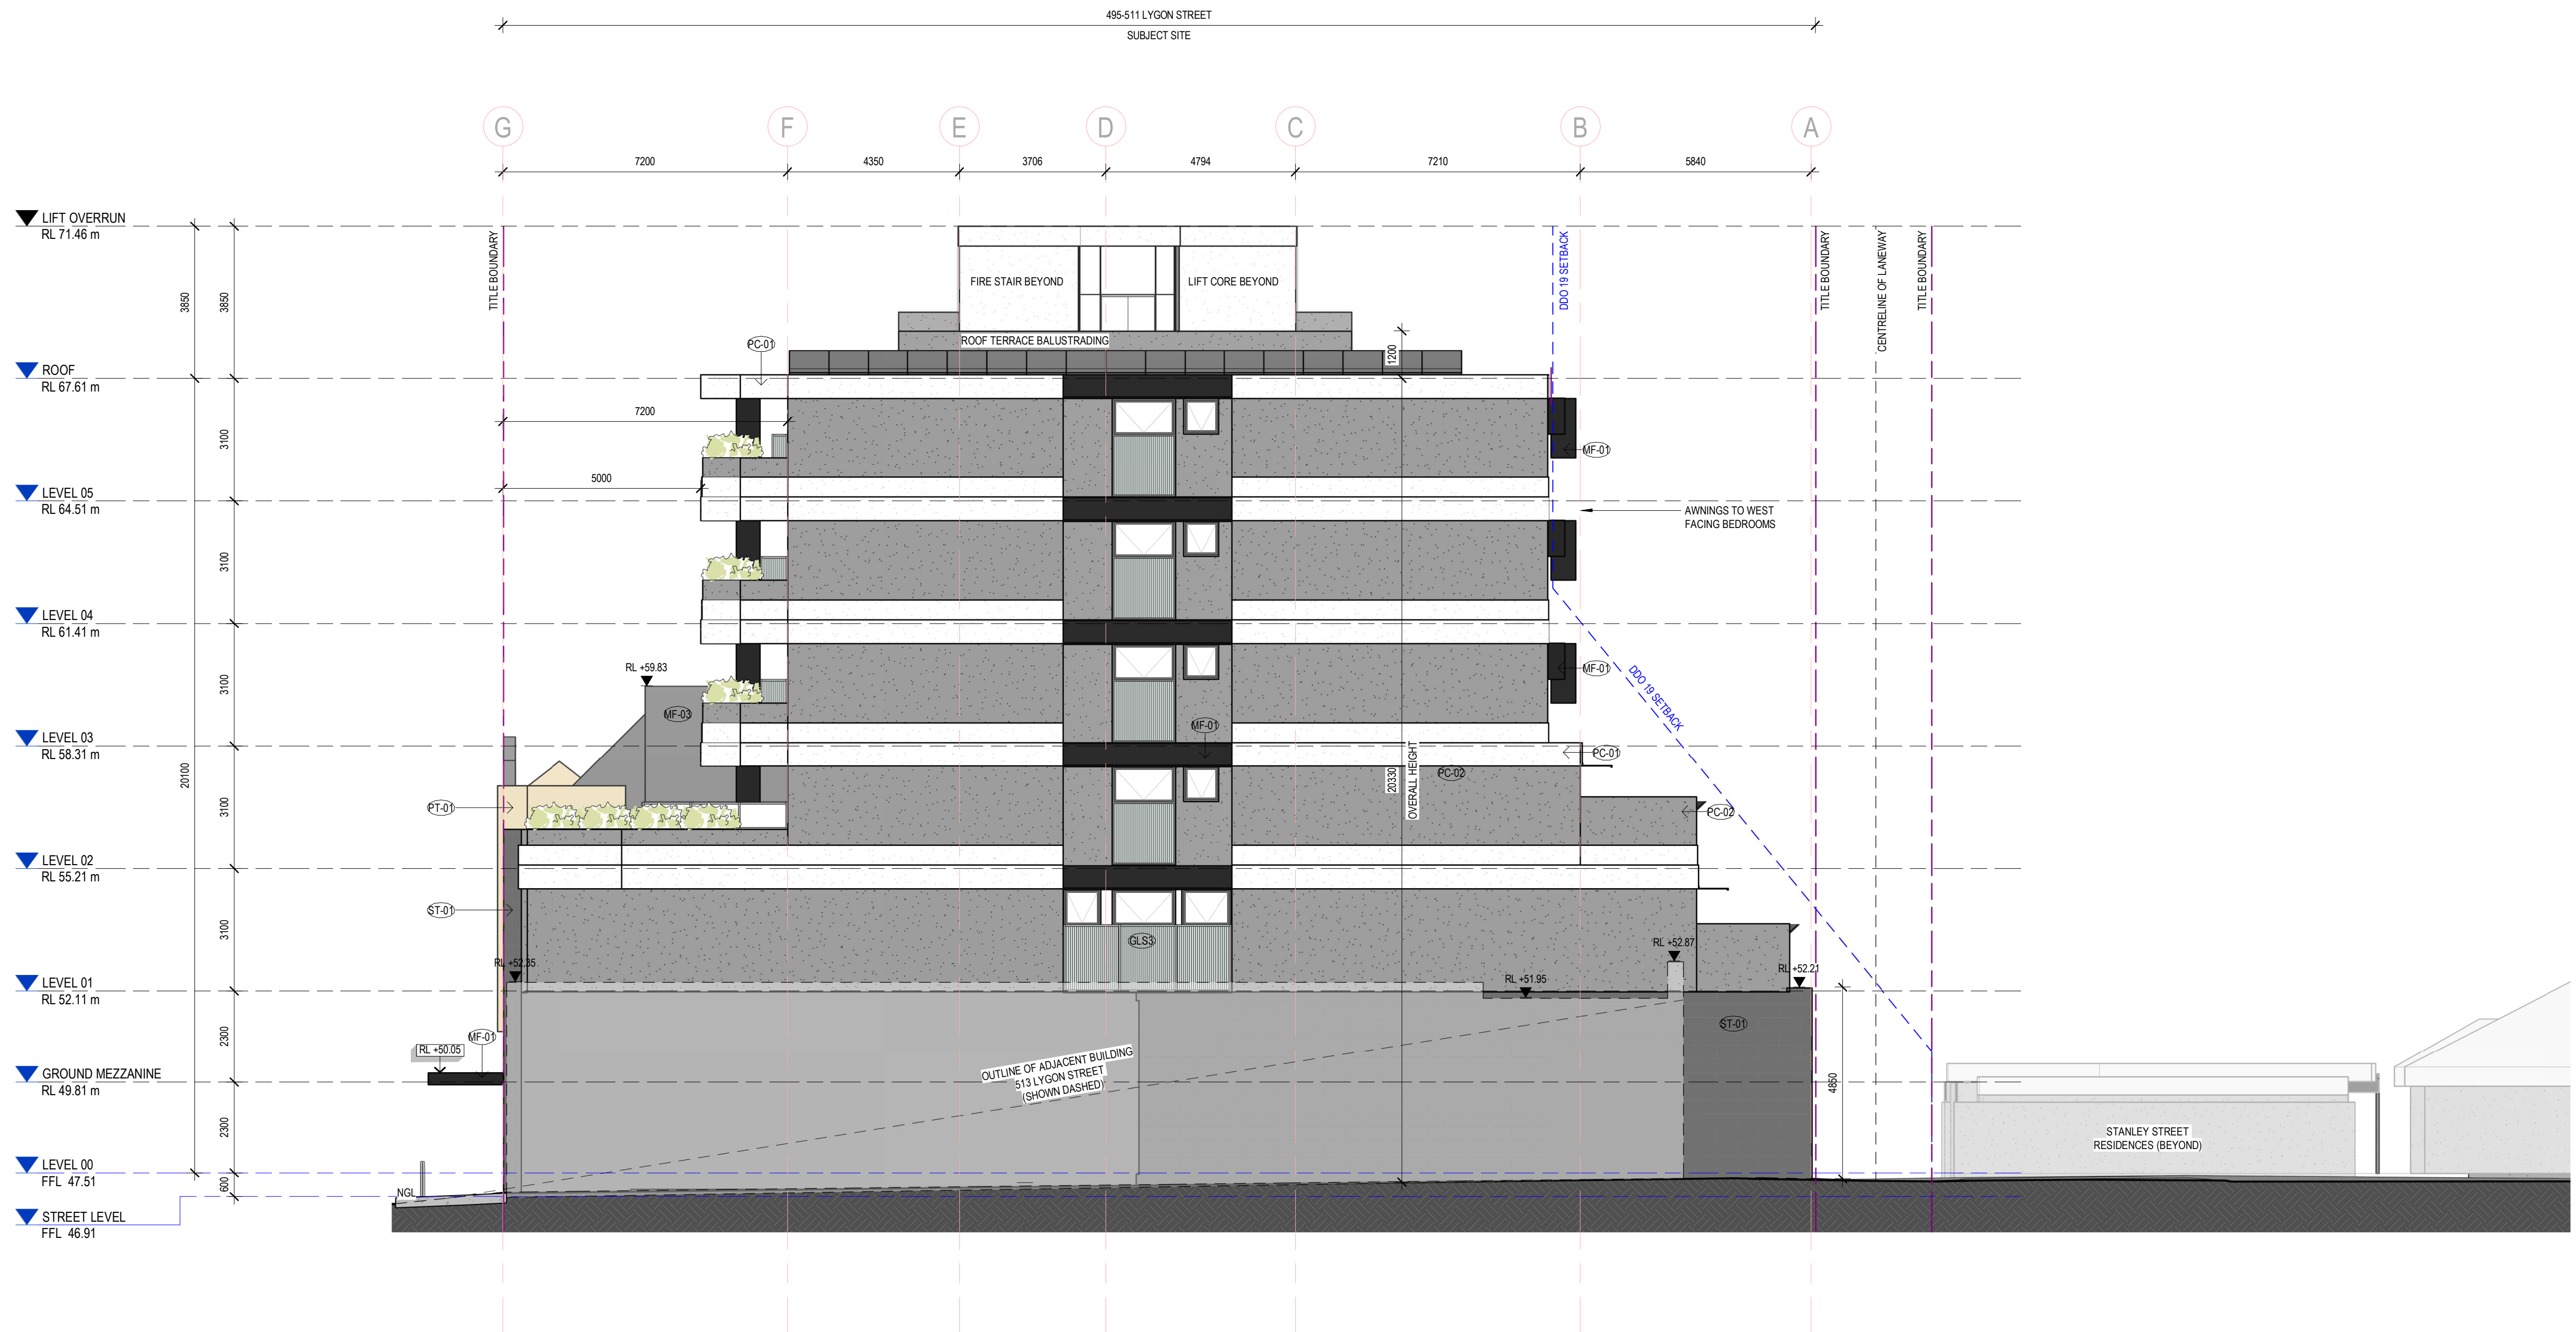 495-511 LYGON STREET
SUBJECT SITE
G
F
E
D
C
B
A
7200
4350
3706
4794
7210
5840
LIFT OVERRUN
RL 71.46 m
TITLE BOUNDARY
DDO 19 SETBACK
TITLE BOUNDARY
CENTRELINE OF LANEWAY
TITLE BOUNDARY
3850
3850
FIRE STAIR BEYOND
LIFT CORE BEYOND
ROOF TERRACE BALUSTRADING
PC-01
1200
ROOF
RL 67.61 m
7200
3100
MF-01
5000
LEVEL 05
RL 64.51 m
AWNINGS TO WEST
FACING BEDROOMS
3100
LEVEL 04
RL 61.41 m
RL +59.83
MF-01
3100
DDO 19 SETBACK
MF-03
MF-01
LEVEL 03
RL 58.31 m
PC-01
20100
20330
OVERALL HEIGHT
PC-02
3100
PT-01
PC-02
LEVEL 02
RL 55.21 m
ST-01
3100
GLS3
RL +52.87
RL +52.35
RL +51.95
RL +52.21
LEVEL 01
RL 52.11 m
2300
MF-01
ST-01
RL +50.05
OUTLINE OF ADJACENT BUILDING
513 LYGON STREET
(SHOWN DASHED)
GROUND MEZZANINE
RL 49.81 m
4850
2300
STANLEY STREET
RESIDENCES (BEYOND)
LEVEL 00
FFL 47.51
600
NGL
STREET LEVEL
FFL 46.91